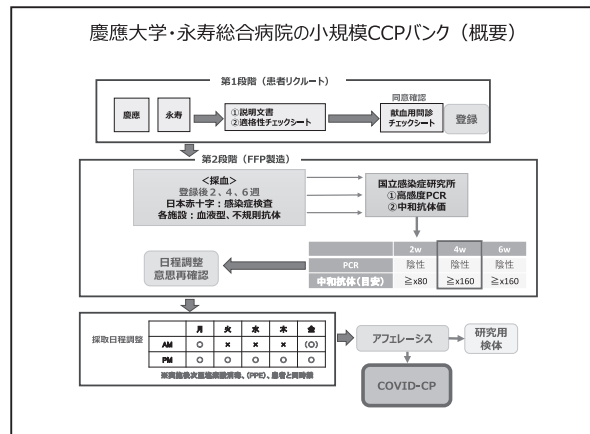 慶應大学・永寿総合病院の小規模CCPバンク（概要）
第1段階（患者リクルート）
慶應
永寿
①説明文書
②適格性チェックシート
同意確認
献血用問診
チェックシート
登録
第2段階（FFP製造）
＜採血＞
登録後2、4、6週
日本赤十字：感染症検査
各施設：血液型、不規則抗体
国立感染症研究所
①高感度PCR
②中和抗体価
日程調整
意思再確認
2w 4w 6w
PCR 陰性 陰性 陰性
中和抗体(目安) ≧x80 ≧x160 ≧x160
採取日程調整
月 火 水 木 金
AM ○ × × × (○)
PM ○ ○ ○ ○ ○
アフェレーシス
研究用
検体
COVID-CP